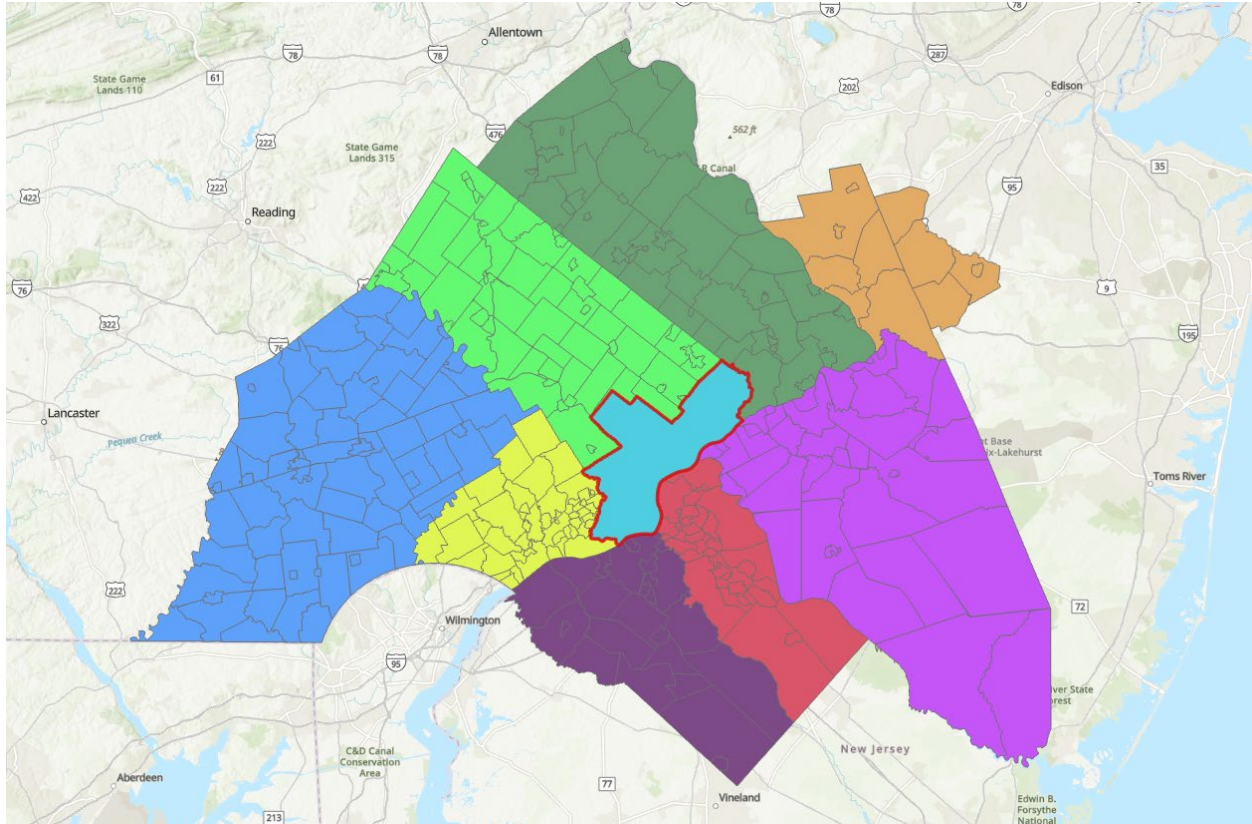 78
78
Allentown
78
78
287
State Game
Lands 110
61
202
Edison
222
476
562 ft
State Game
Lands 315
R Canal
35
222
95
422
Reading
76
9
322
76
195
Lancaster
Pequea Creek
nt Base
ix-Lakehurst
Toms River
222
72
Wilmington
95
ver State
rest
C&D Canal
Conservation
Area
New Jersey
Aberdeen
77
Vineland
Edwin B.
Forsythe
National
213